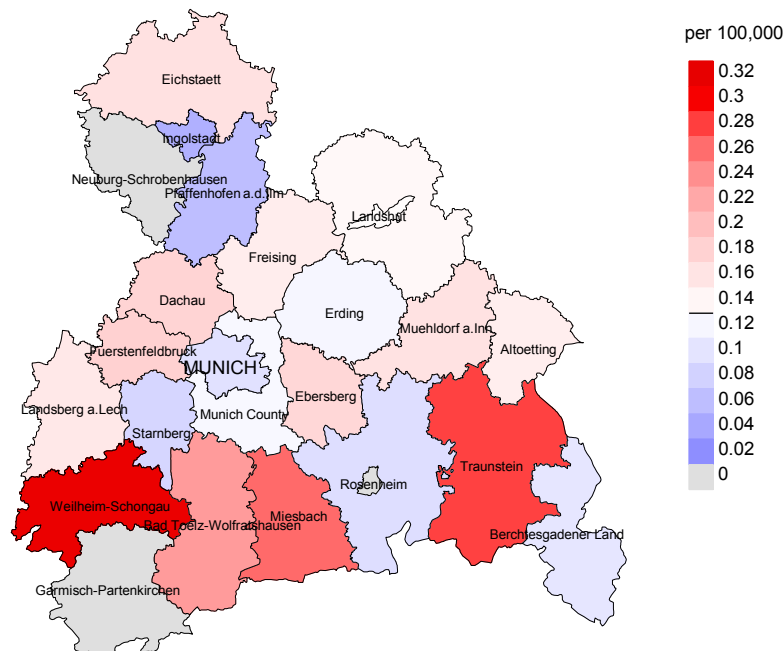 per 100,000
0.32
0.3
0.28
0.26
0.24
0.22
0.2
0.18
0.16
0.14
0.12
0.1
0.08
0.06
0.04
0.02
0
Eichstaett
Ingolstadt
Neuburg-Schrobenhausen
Pfaffenhofen a.d.Ilm
Landshut
Freising
Dachau
Erding
Muehldorf a.Inn
Altoetting
Fuerstenfeldbruck
MUNICH
Ebersberg
Landsberg a.Lech
Munich County
Starnberg
Traunstein
Rosenheim
Weilheim-Schongau
Miesbach
Bad Toelz-Wolfratshausen
Berchtesgadener Land
Garmisch-Partenkirchen